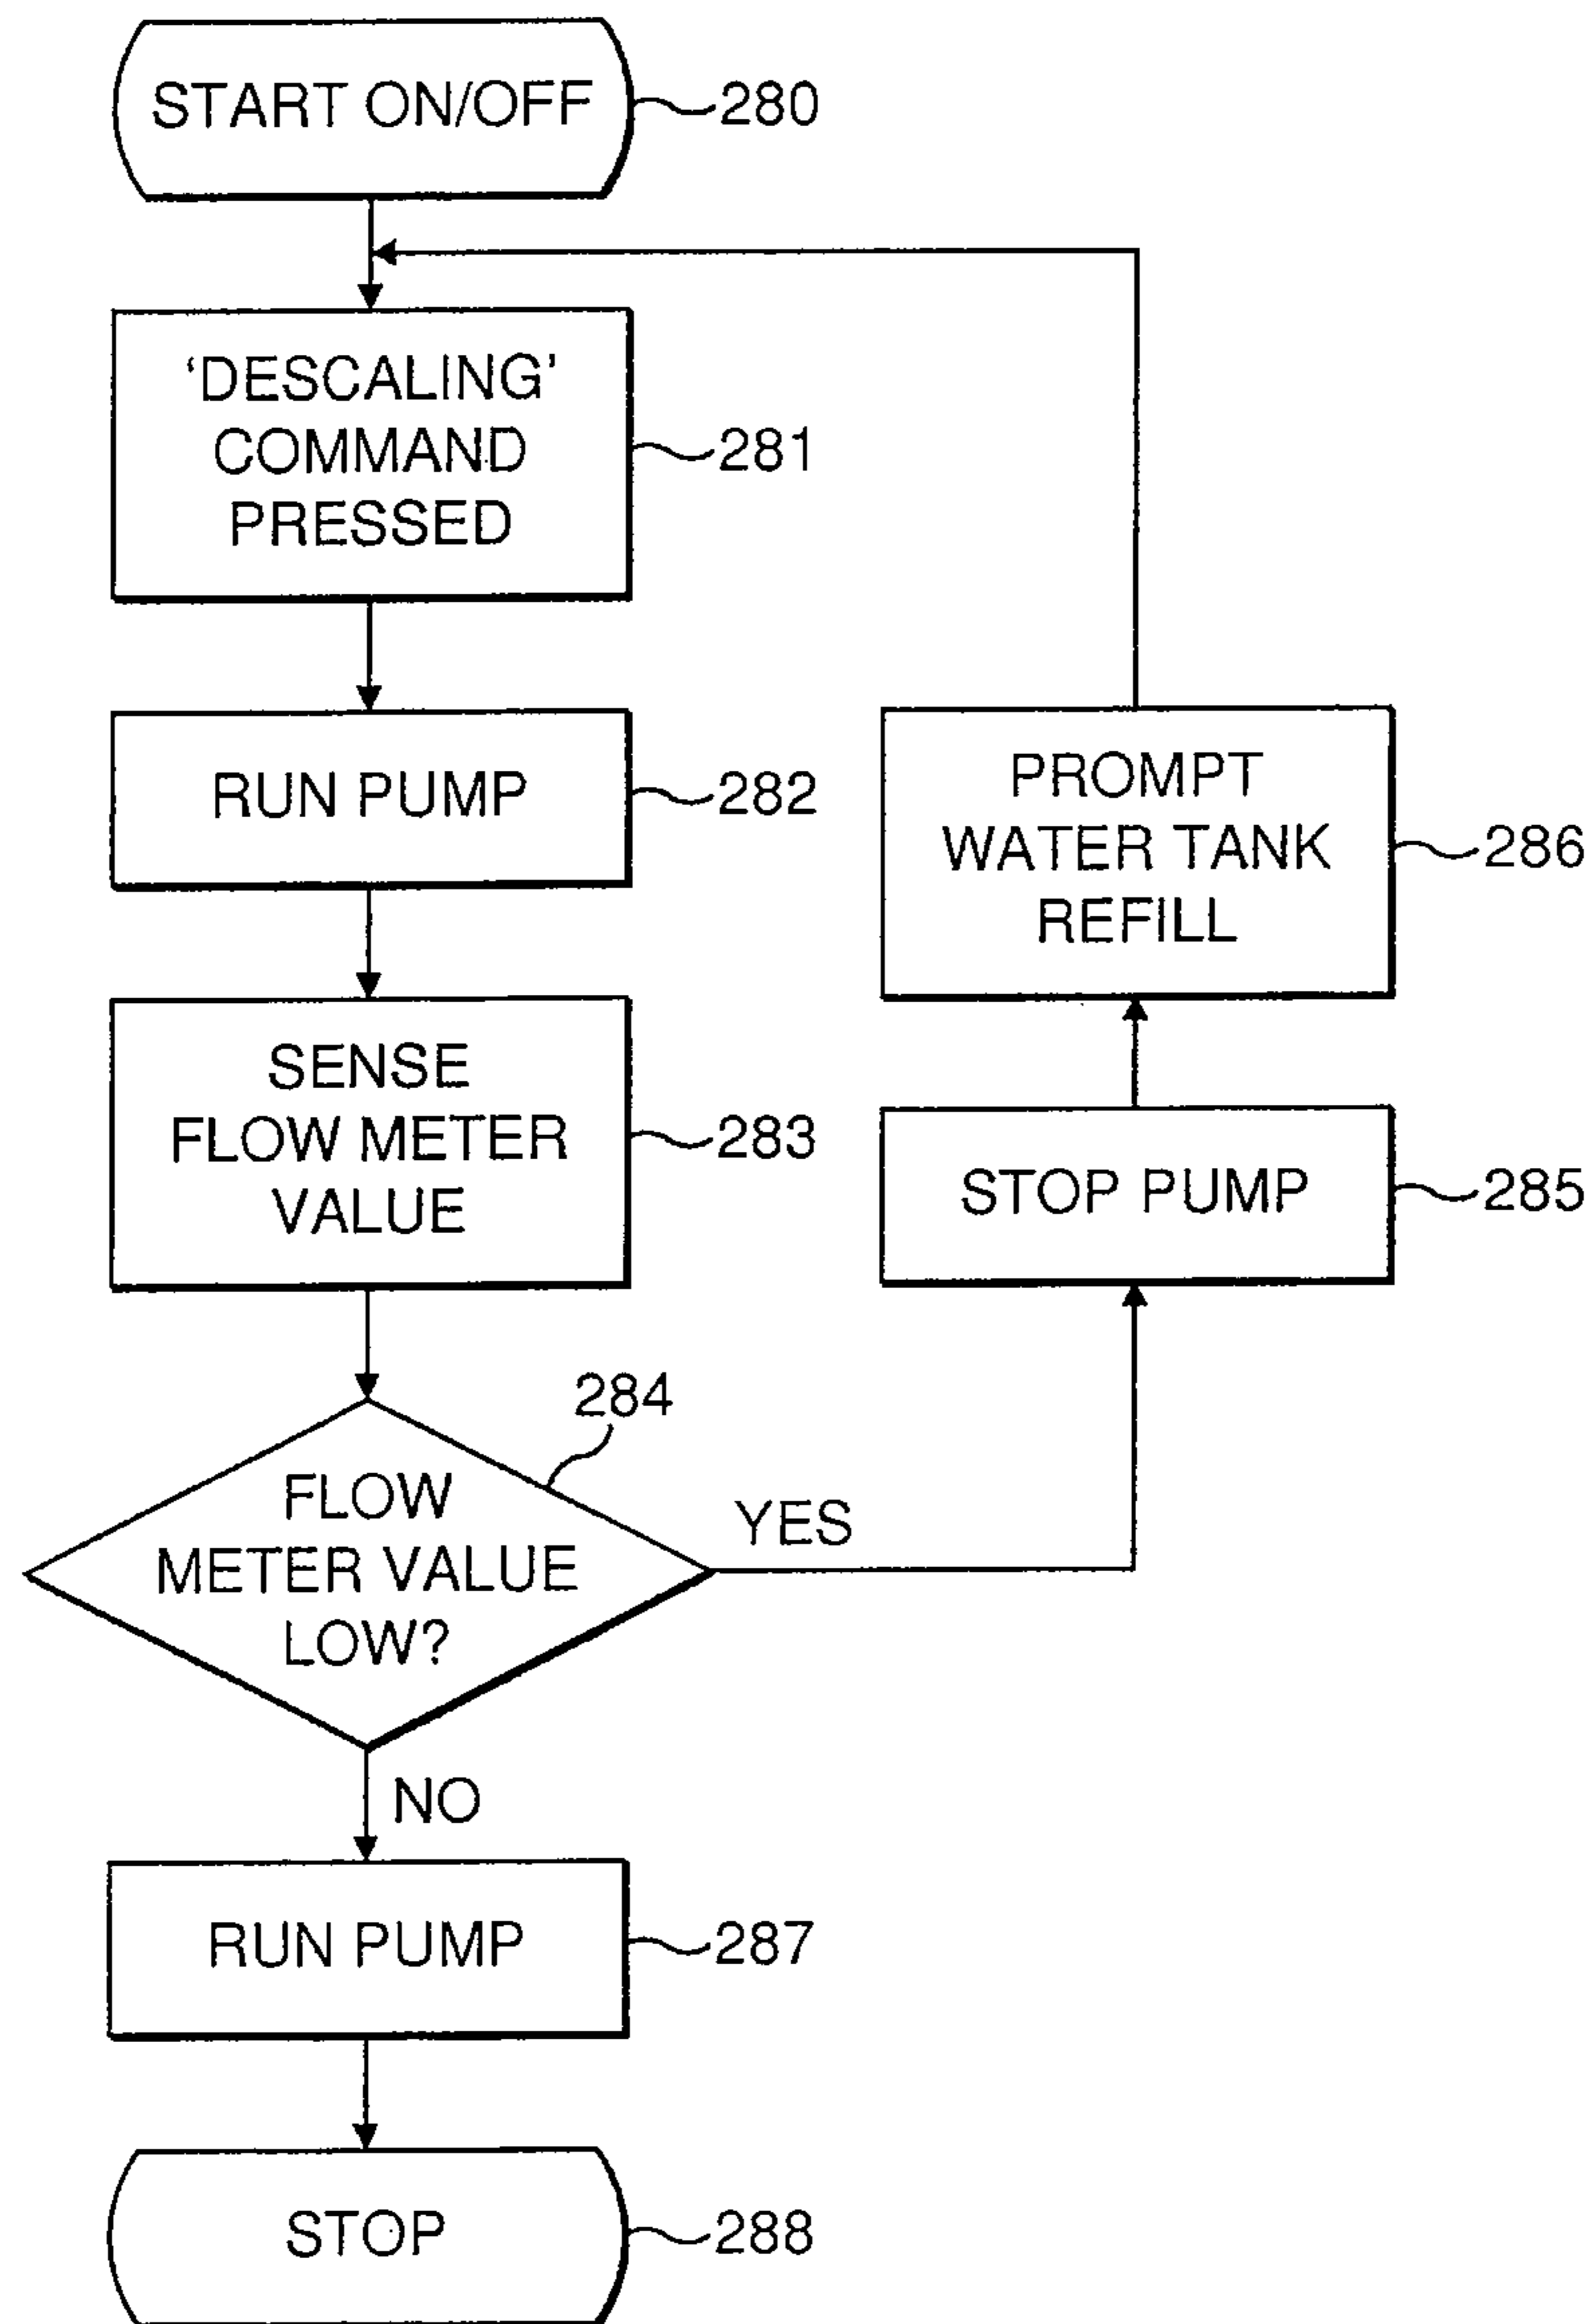 START ON/OFF
280
'DESCALING'
COMMAND
PRESSED
281
RUN PUMP
282
SENSE
FLOW METER
VALUE
283
284
FLOW
METER VALUE
LOW?
YES
STOP PUMP
285
PROMPT
WATER TANK
REFILL
286
NO
RUN PUMP
287
STOP
288